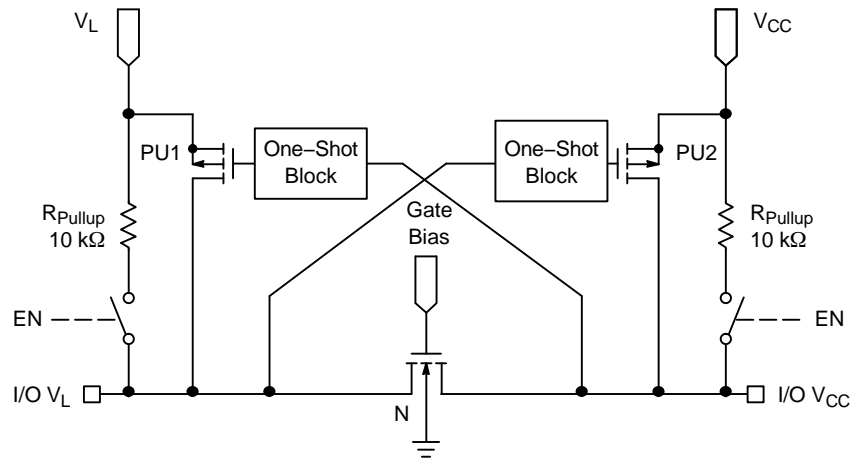 V_L
V_CC
PU1
One–Shot
Block
One–Shot
Block
PU2
Gate
Bias
R_Pullup
10 kΩ
R_Pullup
10 kΩ
EN
EN
I/O V_L
N
I/O V_CC